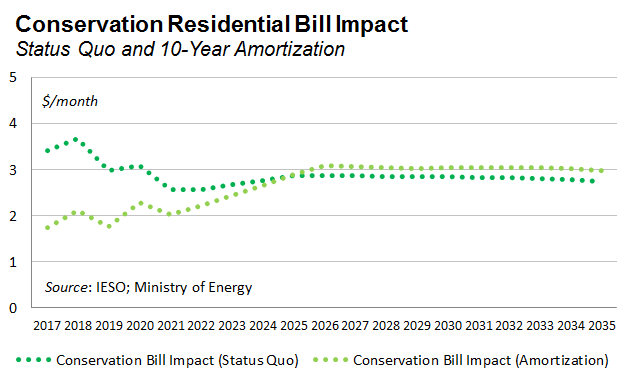 Conservation Residential Bill Impact
Status Quo and 10-Year Amortization
5
$/month
4
3
2
1
Source: IESO; Ministry of Energy
0
2017 2018 2019 2020 2021 2022 2023 2024 2025 2026 2027 2028 2029 2030 2031 2032 2033 2034 2035
Conservation Bill Impact (Status Quo) Conservation Bill Impact (Amortization)